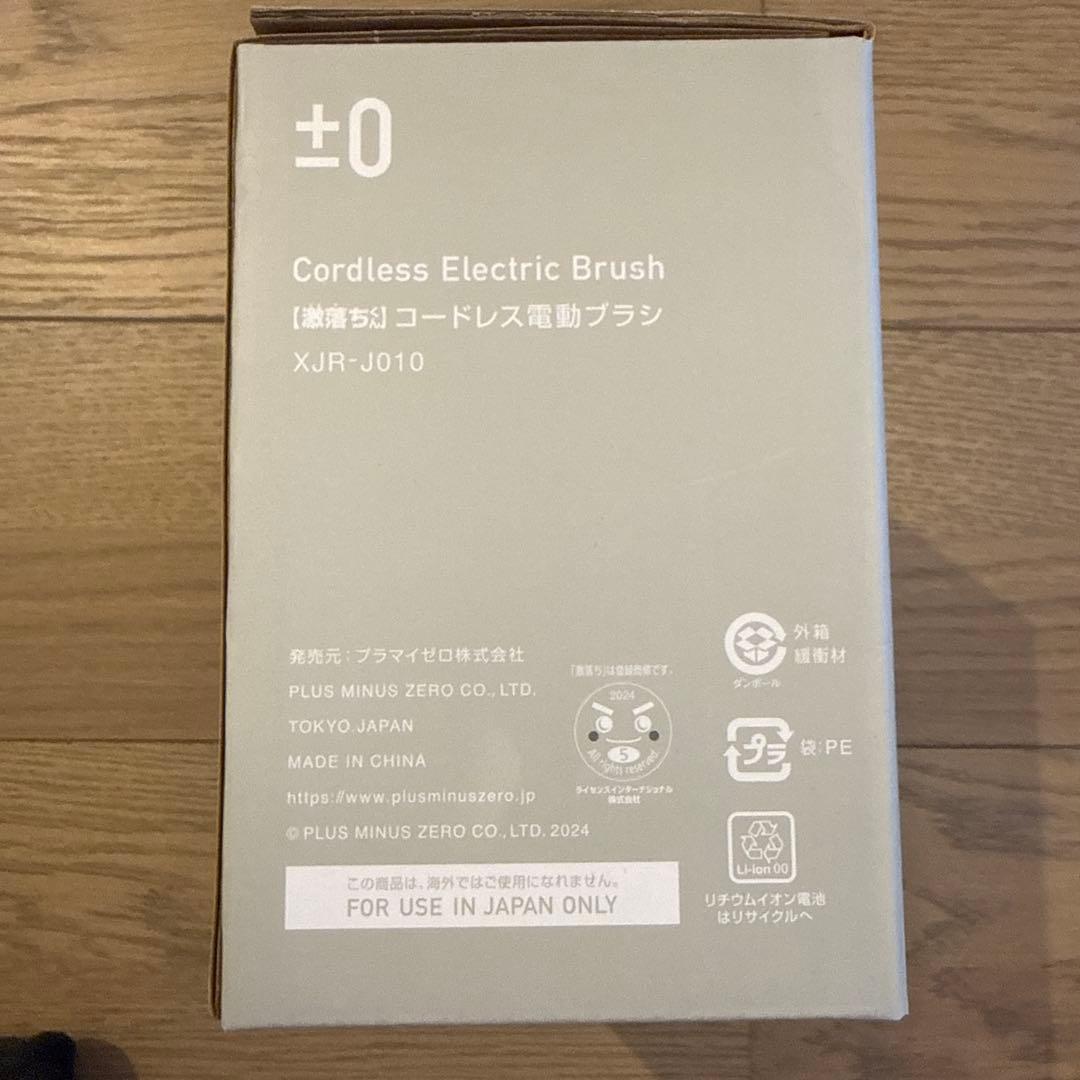 ±0
Cordless Electric Brush
【激落ちくん】コードレス電動ブラシ
XJR-J010
発売元：プラマイゼロ株式会社
PLUS MINUS ZERO CO., LTD.
TOKYO.JAPAN
MADE IN CHINA
https://www.plusminuszero.jp
© PLUS MINUS ZERO CO., LTD. 2024
この商品は、海外ではご使用になれません。
FOR USE IN JAPAN ONLY
「激落ち」は登録商標です。
2024
5
All rights reserved
ライセンスインターナショナル
株式会社
外箱
緩衝材
ダンボール
プラ
袋：PE
Li-ion 00
リチウムイオン電池
はリサイクルへ